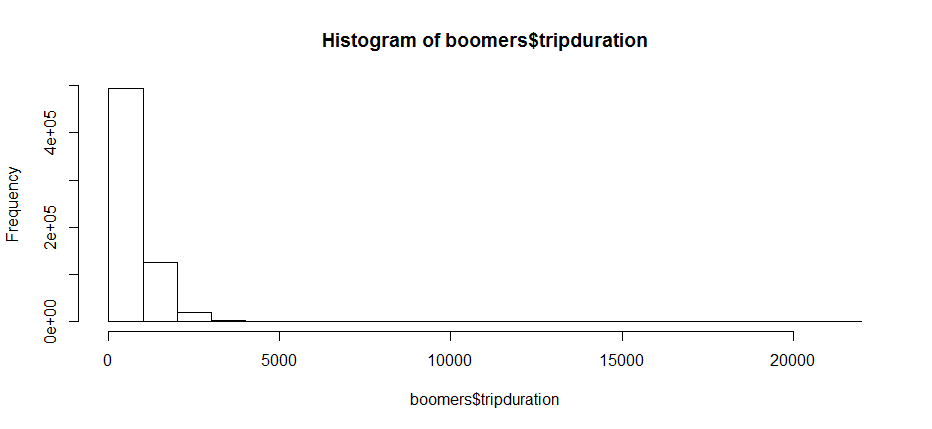 Histogram of boomers$tripduration
Frequency
4e+05
2e+05
0e+00
0 5000 10000 15000 20000
boomers$tripduration